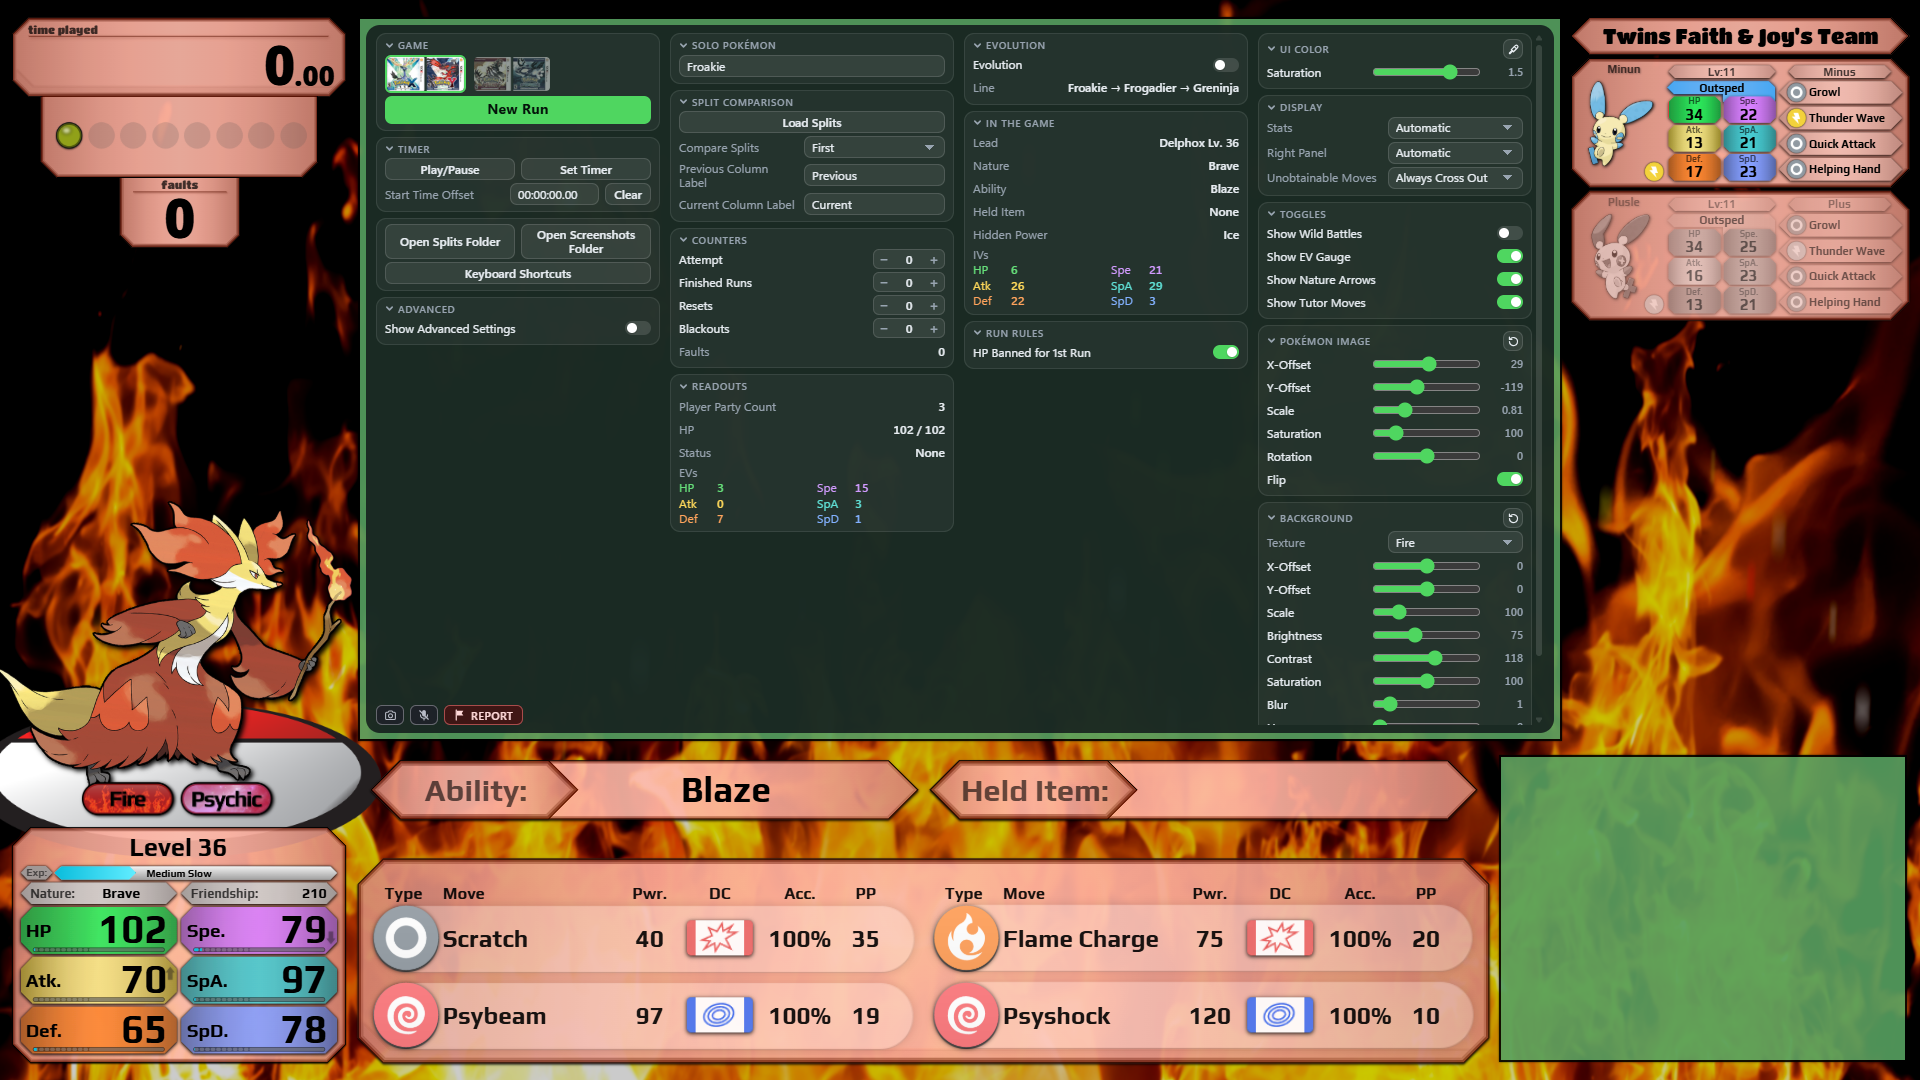 time played
0.00
faults
0
GAME
New Run
TIMER
Play/Pause
Set Timer
Start Time Offset
00:00:00.00
Clear
Open Splits Folder
Open Screenshots Folder
Keyboard Shortcuts
ADVANCED
Show Advanced Settings
REPORT
SOLO POKÉMON
Froakie
SPLIT COMPARISON
Load Splits
Compare Splits
First
Previous Column Label
Previous
Current Column Label
Current
COUNTERS
Attempt
− 0 +
Finished Runs
− 0 +
Resets
− 0 +
Blackouts
− 0 +
Faults
0
READOUTS
Player Party Count
3
HP
102 / 102
Status
None
EVs
HP 3
Spe 15
Atk 0
SpA 3
Def 7
SpD 1
EVOLUTION
Evolution
Line
Froakie → Frogadier → Greninja
IN THE GAME
Lead
Delphox Lv. 36
Nature
Brave
Ability
Blaze
Held Item
None
Hidden Power
Ice
IVs
HP 6
Spe 21
Atk 26
SpA 29
Def 22
SpD 3
RUN RULES
HP Banned for 1st Run
UI COLOR
Saturation
1.5
DISPLAY
Stats
Automatic
Right Panel
Automatic
Unobtainable Moves
Always Cross Out
TOGGLES
Show Wild Battles
Show EV Gauge
Show Nature Arrows
Show Tutor Moves
POKÉMON IMAGE
X-Offset
29
Y-Offset
-119
Scale
0.81
Saturation
100
Rotation
0
Flip
BACKGROUND
Texture
Fire
X-Offset
0
Y-Offset
0
Scale
100
Brightness
75
Contrast
118
Saturation
100
Blur
1
Twins Faith & Joy's Team
Minun
Lv:11
Minus
Outsped
HP 34
Spe. 22
Atk. 13
SpA. 21
Def. 17
SpD. 23
Growl
Thunder Wave
Quick Attack
Helping Hand
Plusle
Lv:11
Plus
Outsped
HP 34
Spe. 25
Atk. 16
SpA. 23
Def. 13
SpD. 21
Growl
Thunder Wave
Quick Attack
Helping Hand
Fire
Psychic
Level 36
Exp:
Medium Slow
Nature: Brave
Friendship: 210
HP 102
Spe. 79
Atk. 70
SpA. 97
Def. 65
SpD. 78
Ability:
Blaze
Held Item:
Type Move Pwr. DC Acc. PP
Scratch 40 100% 35
Psybeam 97 100% 19
Type Move Pwr. DC Acc. PP
Flame Charge 75 100% 20
Psyshock 120 100% 10